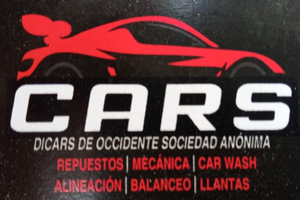 CARS
DICARS DE OCCIDENTE SOCIEDAD ANÓNIMA
REPUESTOS | MECÁNICA | CAR WASH
ALINEACIÓN | BALANCEO | LLANTAS